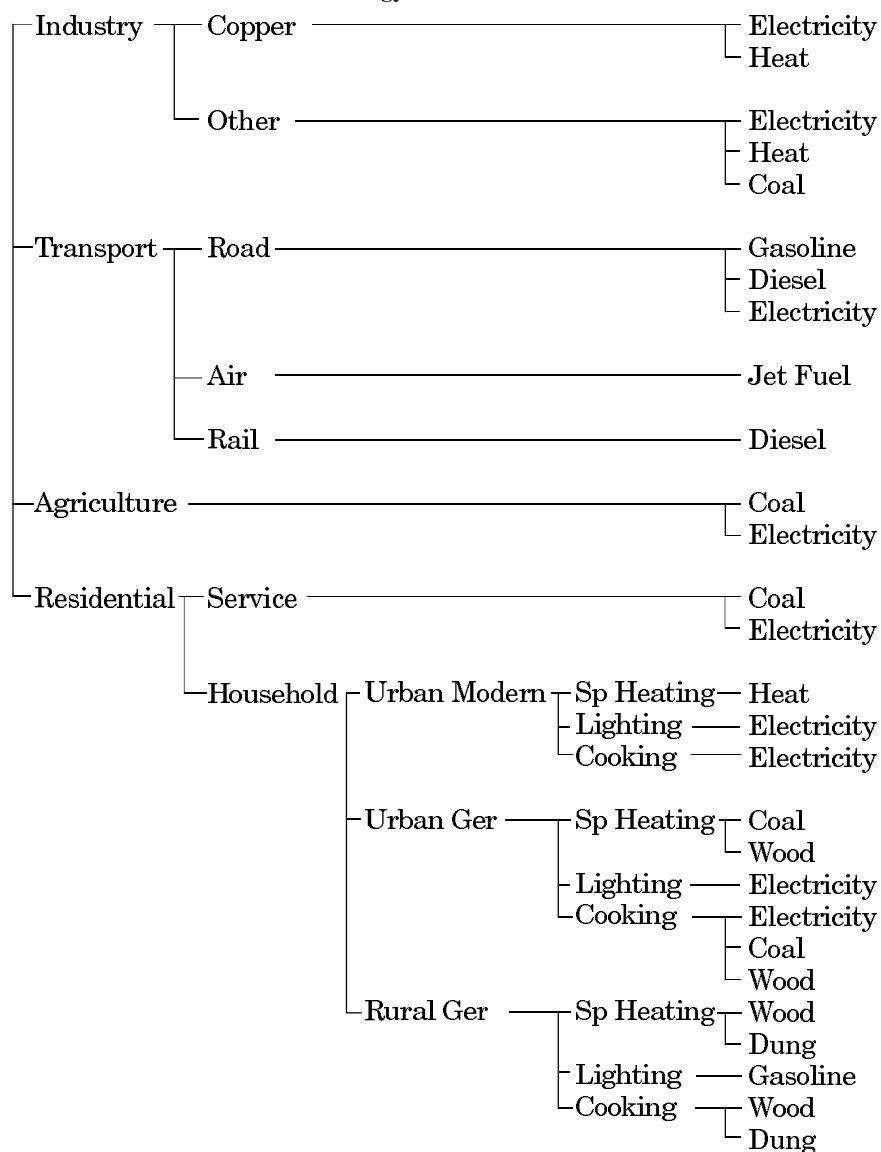 Industry Copper Electricity
Heat
Other Electricity
Heat
Coal
Transport Road Gasoline
Diesel
Electricity
Air Jet Fuel
Rail Diesel
Agriculture Coal
Electricity
Residential Service Coal
Electricity
Household Urban Modern Sp Heating Heat
Lighting Electricity
Cooking Electricity
Urban Ger Sp Heating Coal
Wood
Lighting Electricity
Cooking Electricity
Coal
Wood
Rural Ger Sp Heating Wood
Dung
Lighting Gasoline
Cooking Wood
Dung